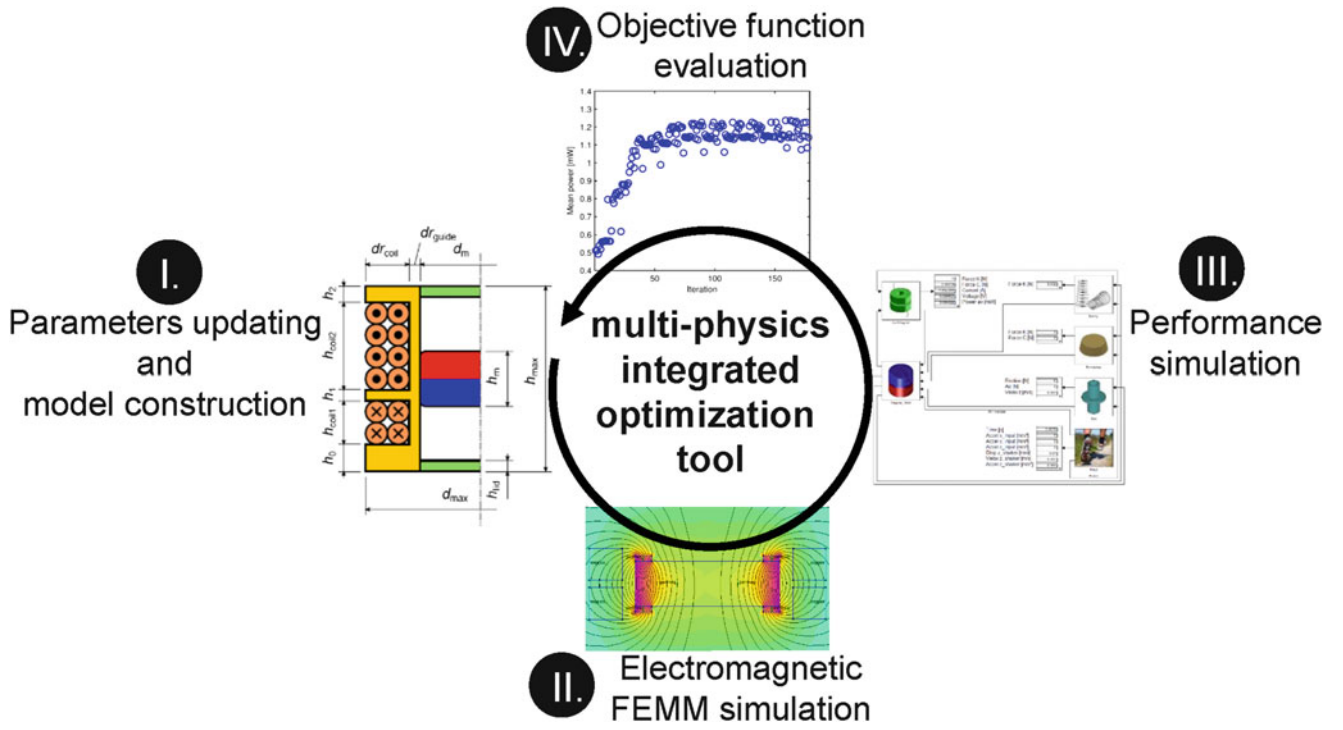 IV.
Objective function
evaluation
1.4
1.3
1.2
1.1
1
0.9
0.8
0.7
0.6
0.5
0.4
Mean power [mW]
50
100
150
Iteration
I.
Parameters updating
and
model construction
dr_coil
dr_guide
d_m
h_2
h_coil2
h_1
h_coil1
h_0
h_m
h_max
h_lid
d_max
multi-physics
integrated
optimization
tool
III.
Performance
simulation
II.
Electromagnetic
FEMM simulation